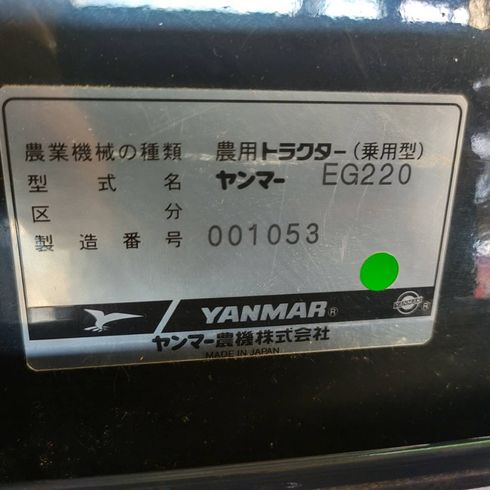 農業機械の種類 農用トラクター(乗用型)
型式名 ヤンマー EG220
区分
製造番号 001053
YANMAR®
ヤンマー農機株式会社
MADE IN JAPAN